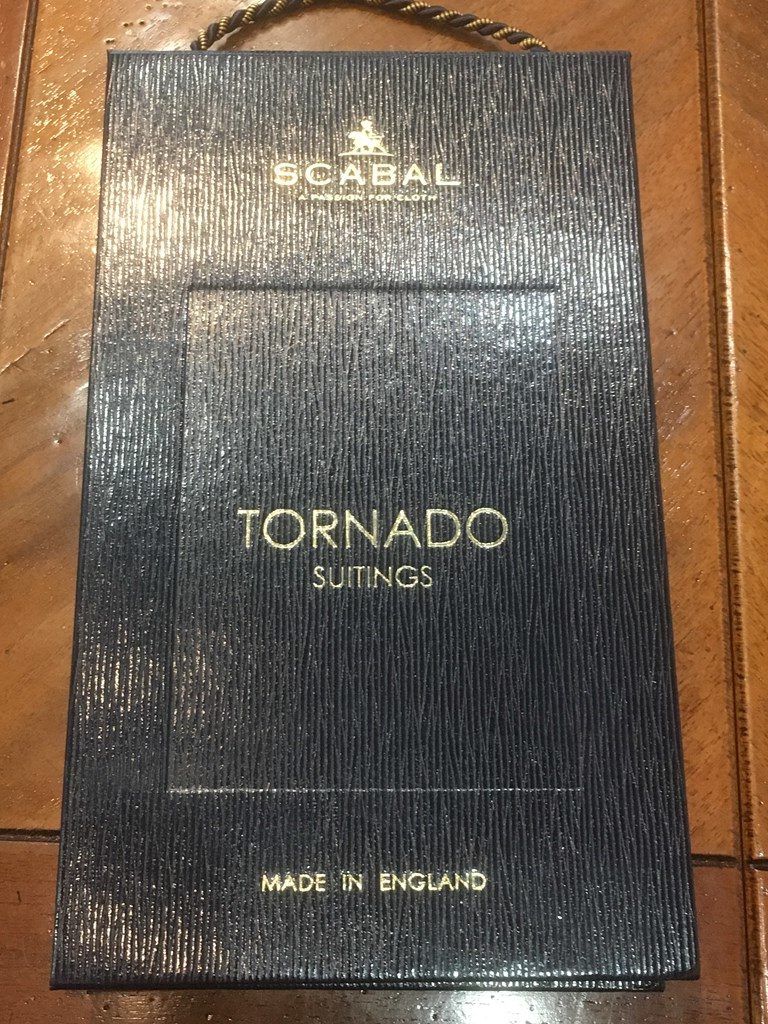 SCABAL
A PASSION FOR CLOTH
TORNADO
SUITINGS
MADE IN ENGLAND